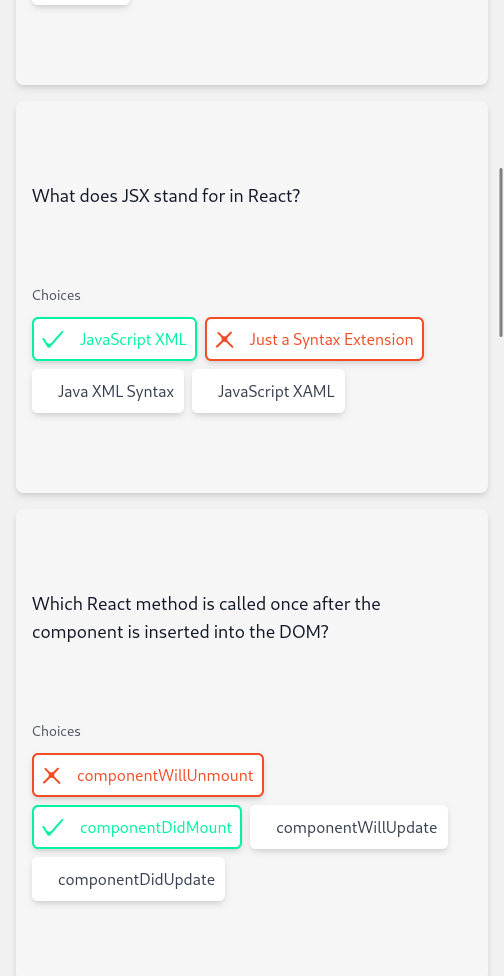 What does JSX stand for in React?
Choices
JavaScript XML
Just a Syntax Extension
Java XML Syntax
JavaScript XAML
Which React method is called once after the
component is inserted into the DOM?
Choices
componentWillUnmount
componentDidMount
componentWillUpdate
componentDidUpdate